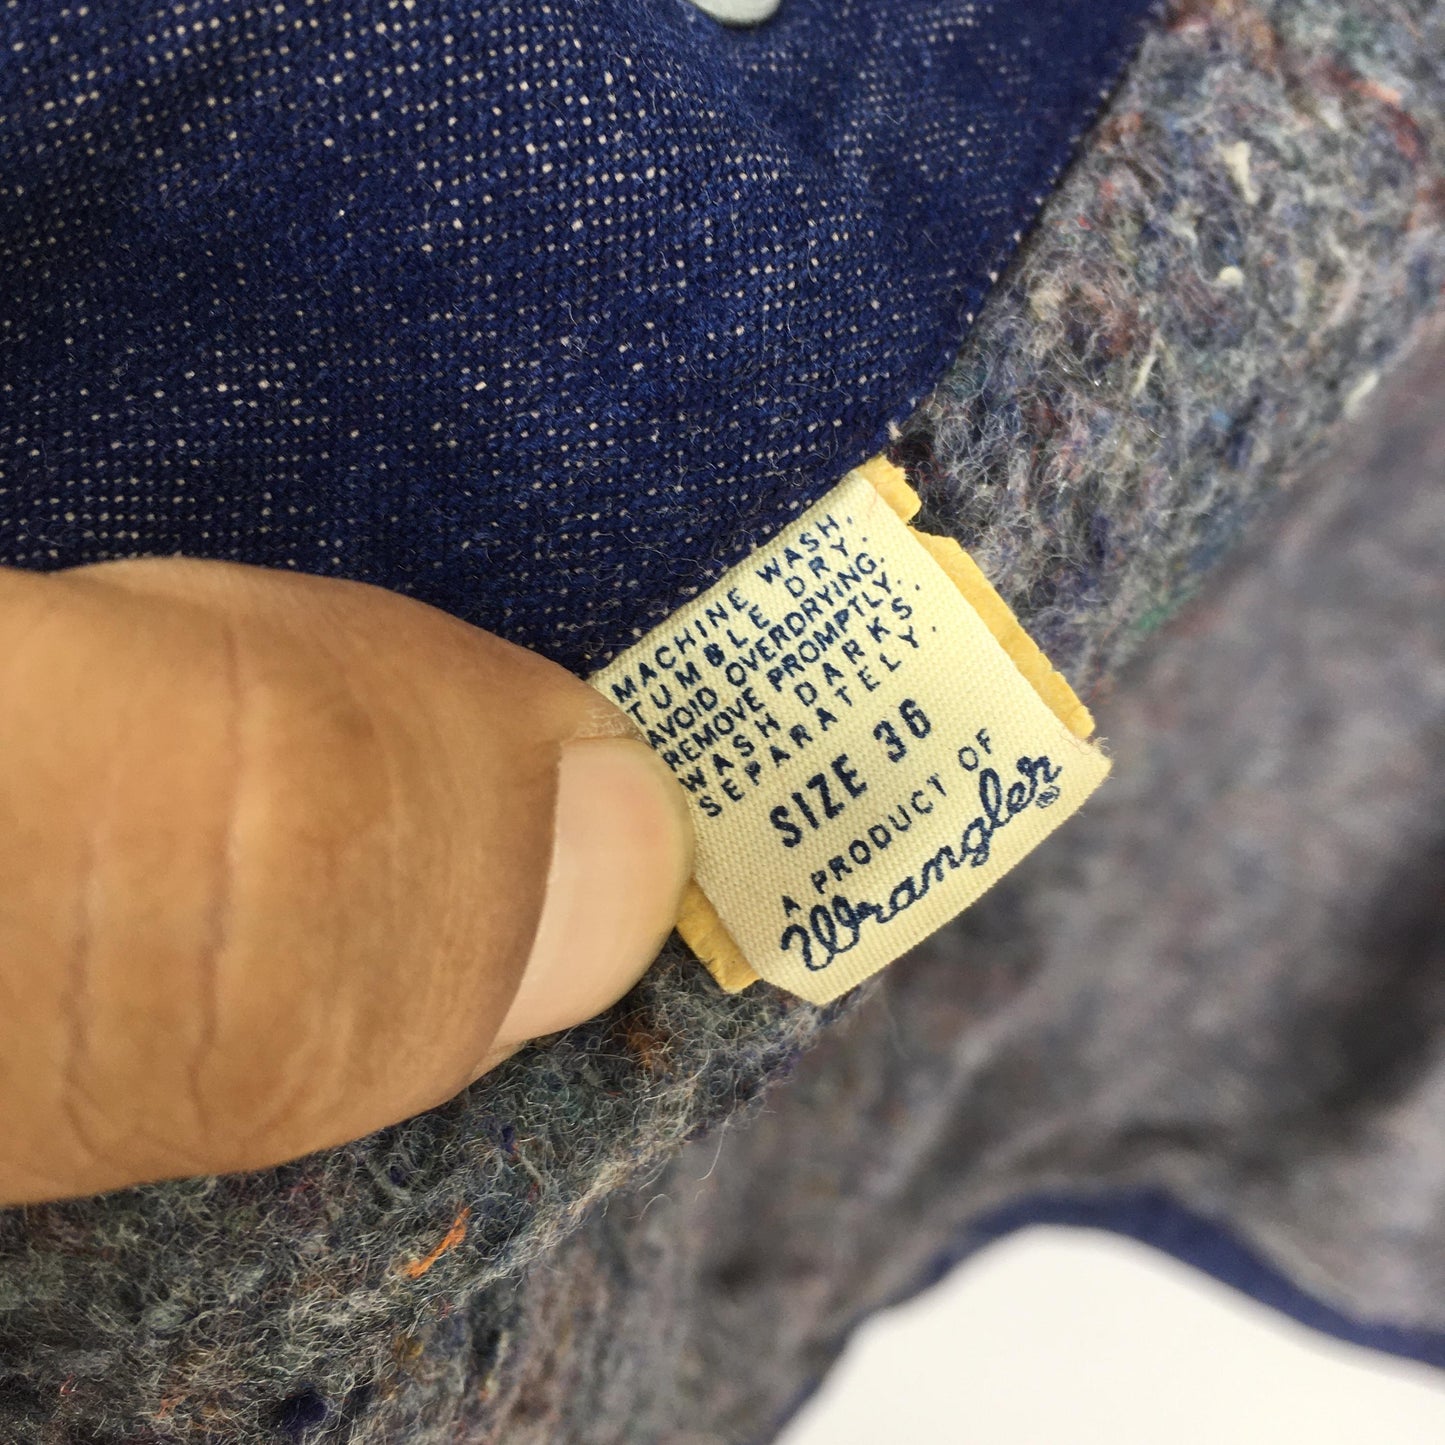 MACHINE WASH.
TUMBLE DRY.
AVOID OVERDRYING.
REMOVE PROMPTLY.
WASH DARKS.
SEPARATELY.
SIZE 36
A PRODUCT OF
Wrangler®